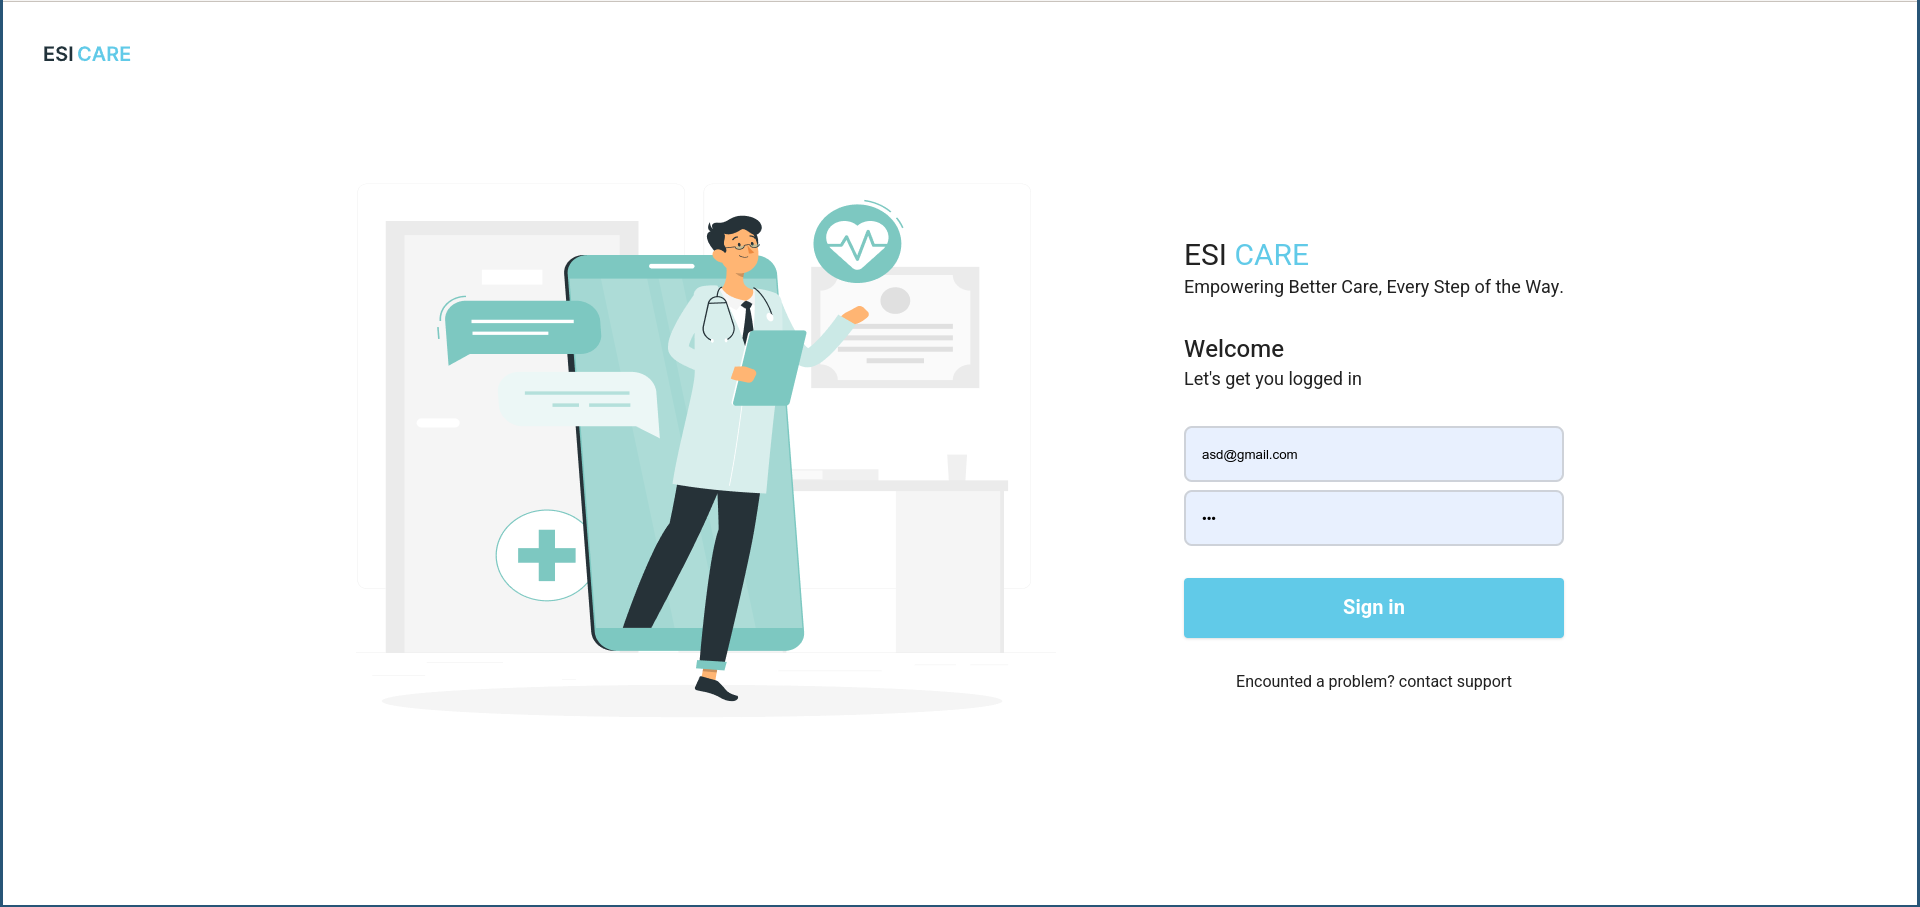 ESI CARE
ESI CARE
Empowering Better Care, Every Step of the Way.
Welcome
Let's get you logged in
asd@gmail.com
•••
Sign in
Encounted a problem? contact support